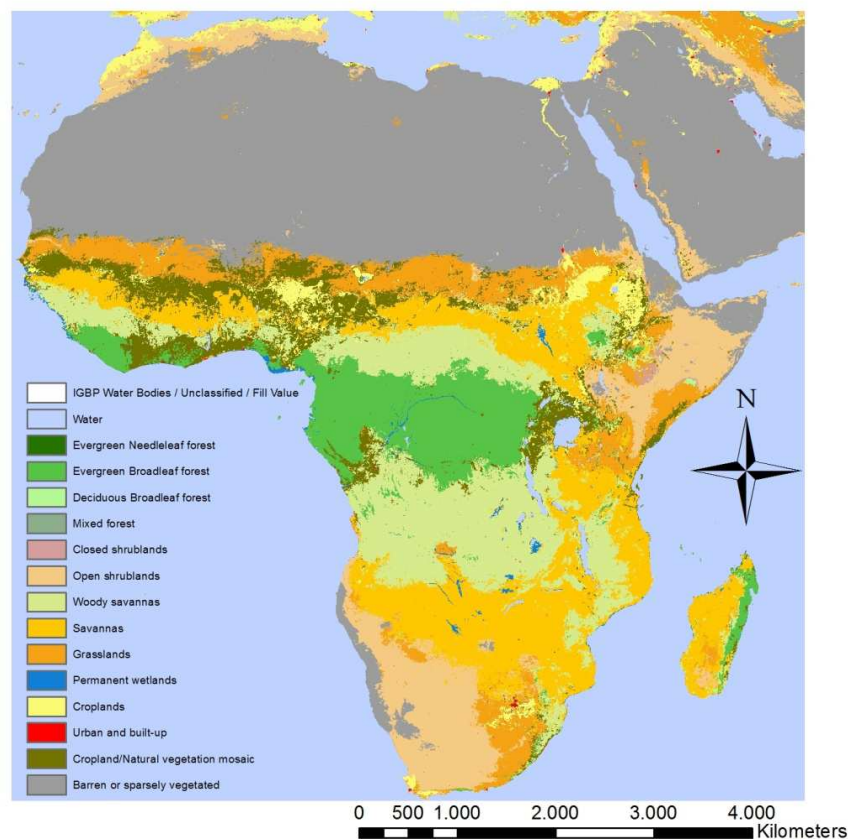 IGBP Water Bodies / Unclassified / Fill Value
Water
Evergreen Needleleaf forest
Evergreen Broadleaf forest
Deciduous Broadleaf forest
Mixed forest
Closed shrublands
Open shrublands
Woody savannas
Savannas
Grasslands
Permanent wetlands
Croplands
Urban and built-up
Cropland/Natural vegetation mosaic
Barren or sparsely vegetated
N
0 500 1.000 2.000 3.000 4.000
Kilometers